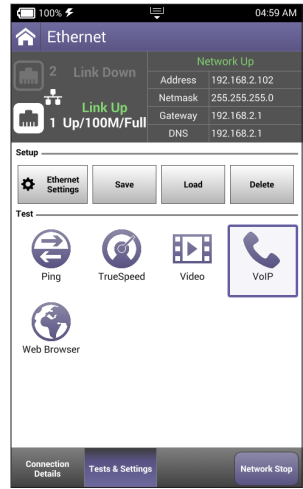 100%
04:59 AM
Ethernet
2 Link Down
Link Up
1 Up/100M/Full
Network Up
Address 192.168.2.102
Netmask 255.255.255.0
Gateway 192.168.2.1
DNS 192.168.2.1
Setup
Ethernet
Settings
Save
Load
Delete
Test
Ping
TrueSpeed
Video
VoIP
Web Browser
Connection
Details
Tests & Settings
Network Stop